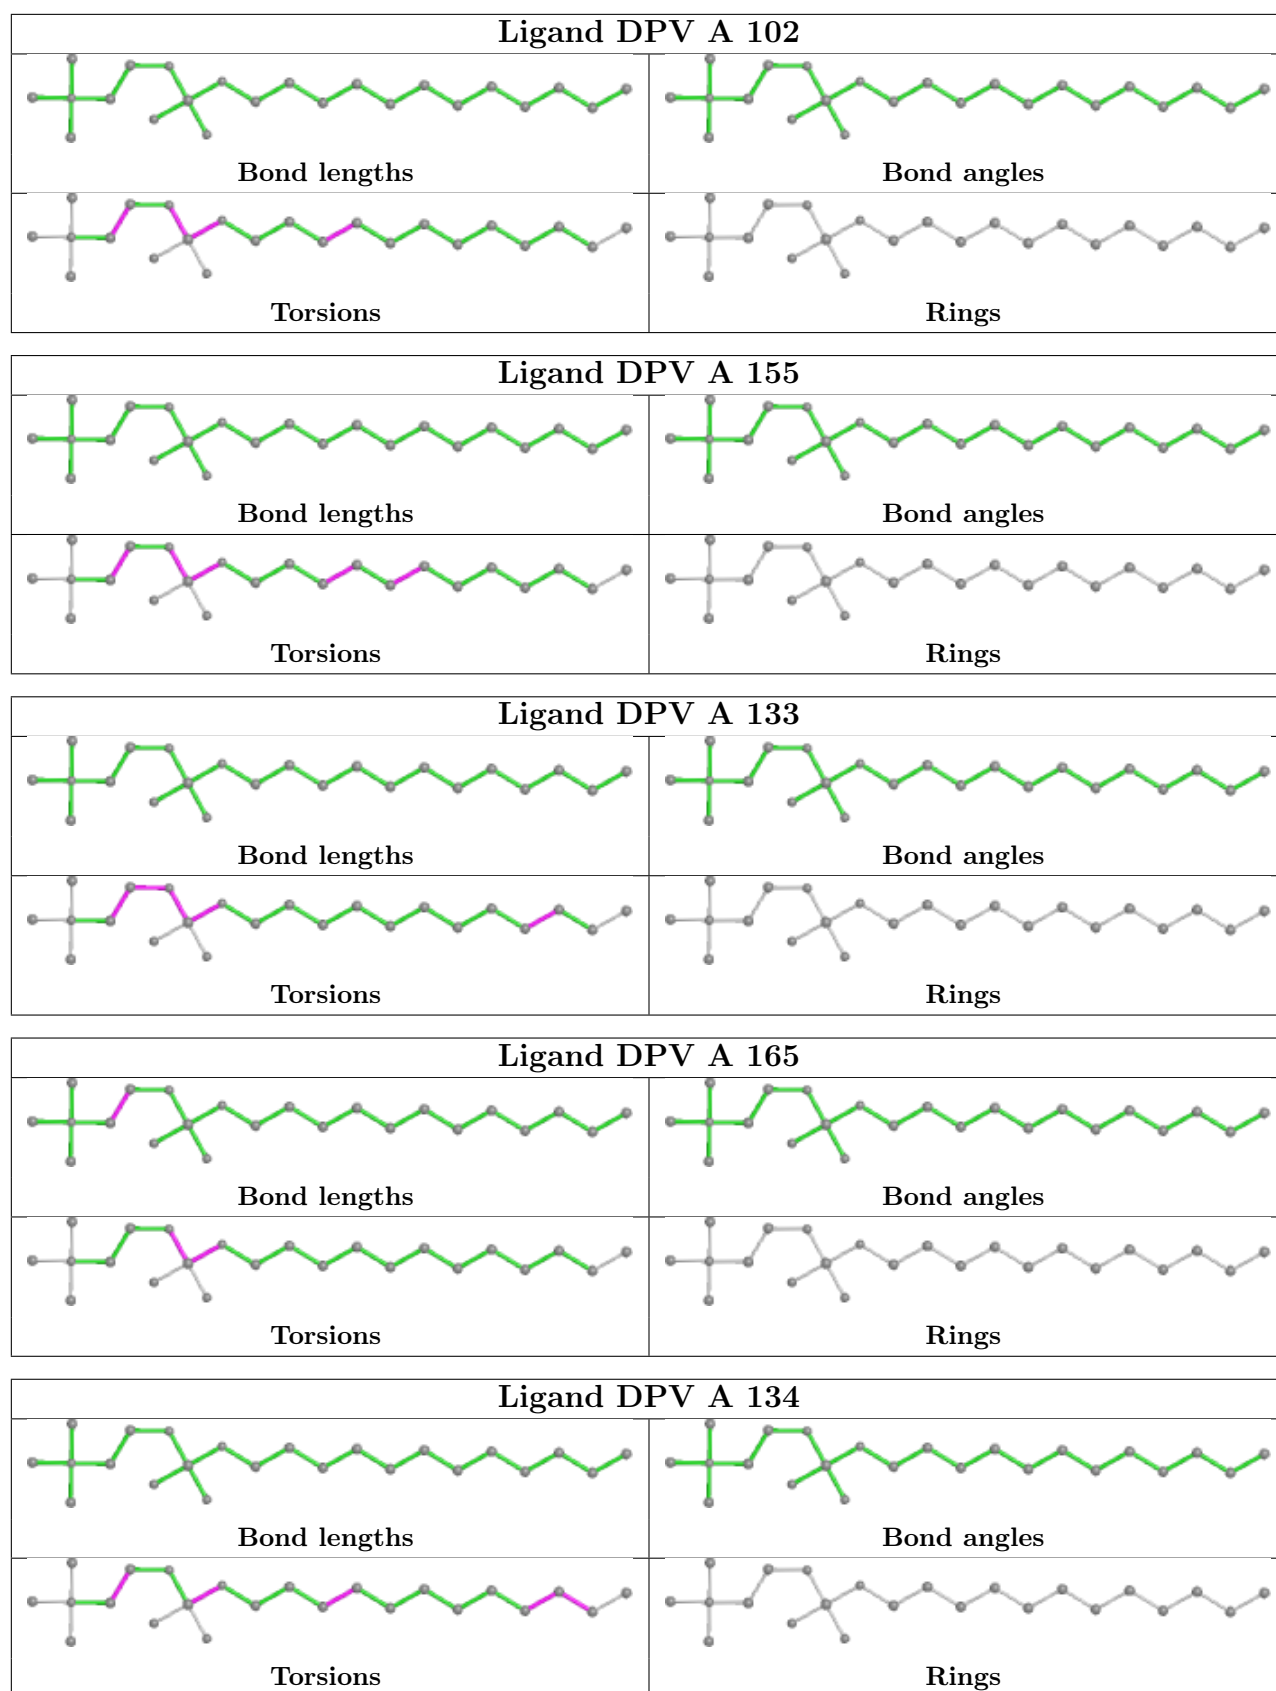 Ligand DPV A 102
Bond lengths
Bond angles
Torsions
Rings
Ligand DPV A 155
Bond lengths
Bond angles
Torsions
Rings
Ligand DPV A 133
Bond lengths
Bond angles
Torsions
Rings
Ligand DPV A 165
Bond lengths
Bond angles
Torsions
Rings
Ligand DPV A 134
Bond lengths
Bond angles
Torsions
Rings